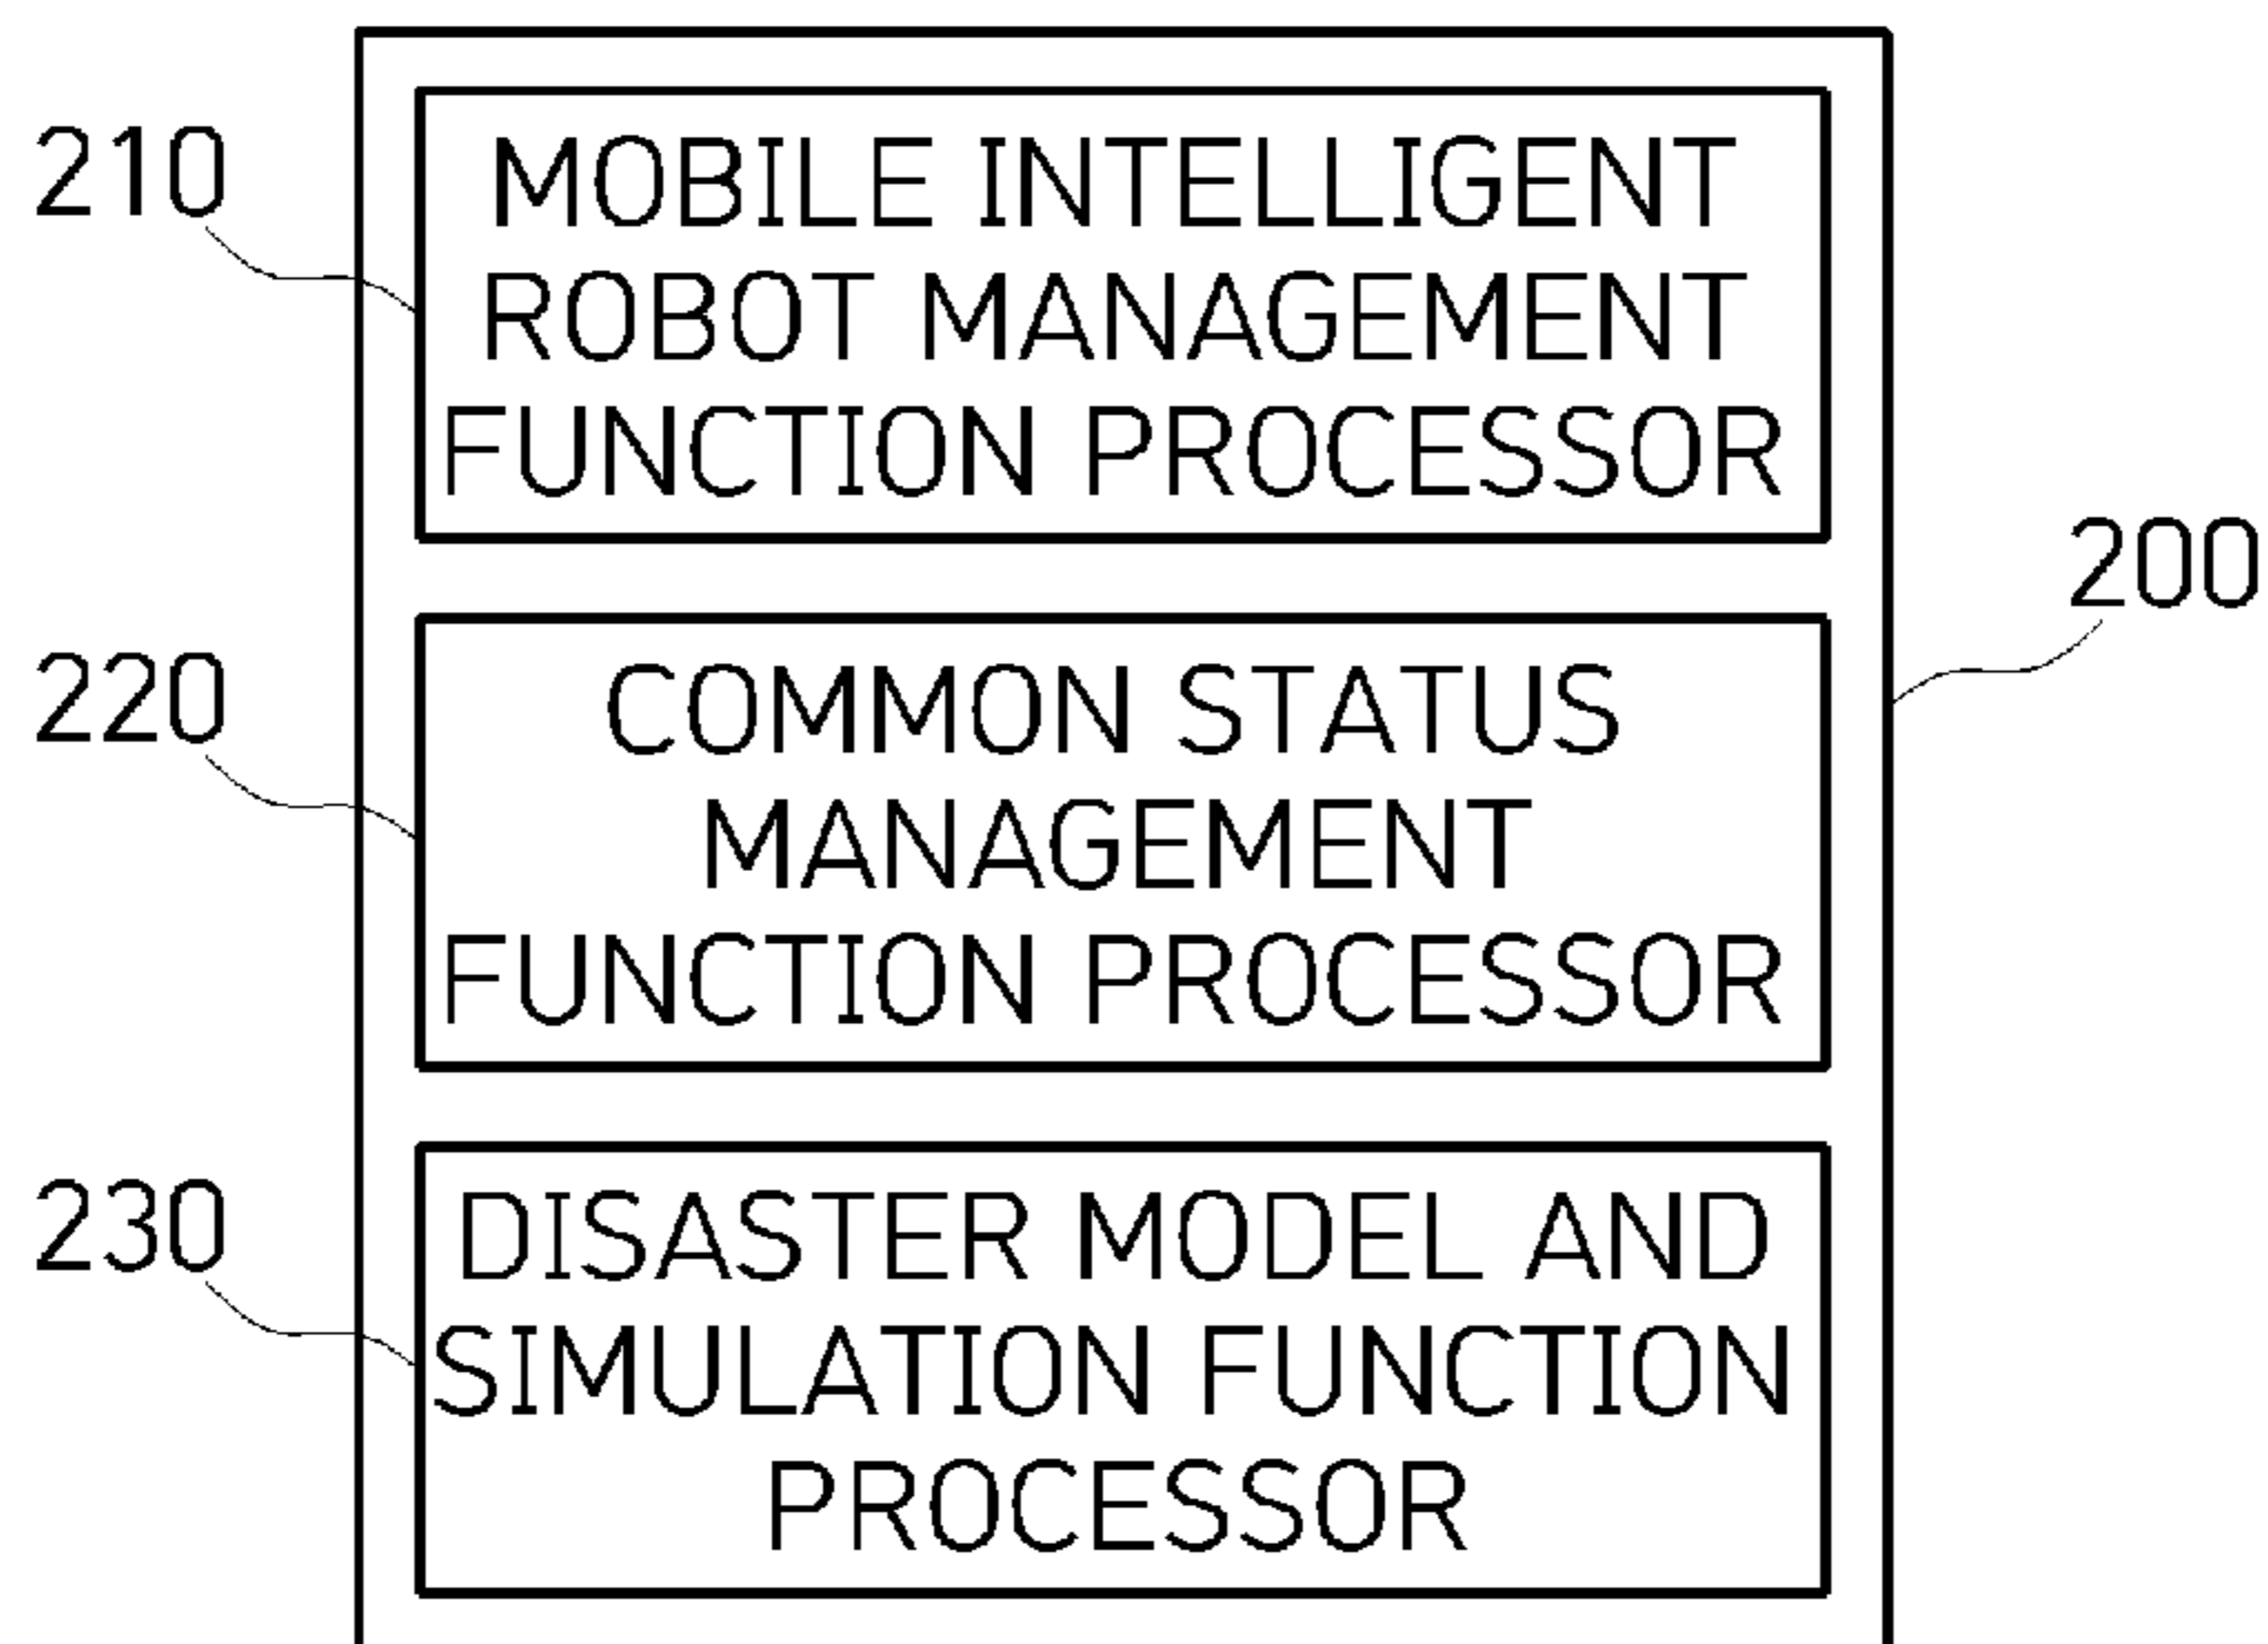 210
MOBILE INTELLIGENT
ROBOT MANAGEMENT
FUNCTION PROCESSOR
200
220
COMMON STATUS
MANAGEMENT
FUNCTION PROCESSOR
230
DISASTER MODEL AND
SIMULATION FUNCTION
PROCESSOR